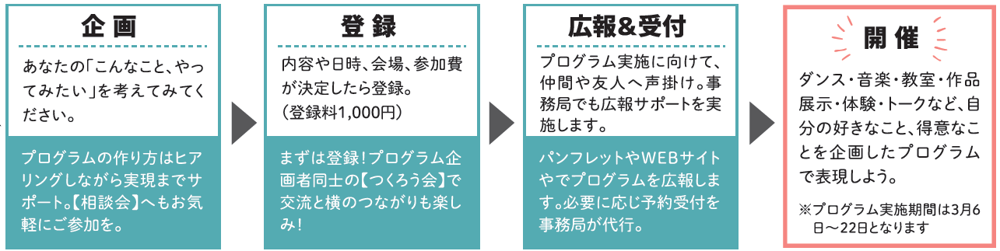 企画
あなたの「こんなこと、やっ
てみたい」を考えてみてく
ださい。
プログラムの作り方はヒア
リングしながら実現までサ
ポート。【相談会】へもお気
軽にご参加を。
登録
内容や日時、会場、参加費
が決定したら登録。
（登録料1,000円）
まずは登録！プログラム企
画者同士の【つくろう会】で
交流と横のつながりも楽し
み！
広報&受付
プログラム実施に向けて、
仲間や友人へ声掛け。事
務局でも広報サポートを実
施します。
パンフレットやWEBサイト
やでプログラムを広報しま
す。必要に応じ予約受付を
事務局が代行。
開催
ダンス・音楽・教室・作品
展示・体験・トークなど、自
分の好きなこと、得意なこ
とを企画したプログラム
で表現しよう。
※プログラム実施期間は3月6
日～22日となります